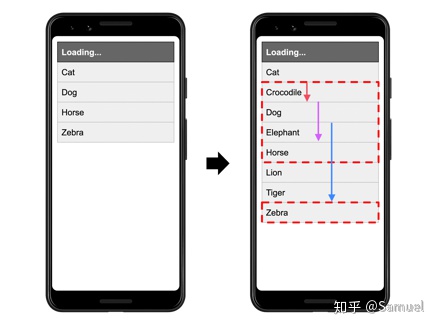 Loading...
Cat
Dog
Horse
Zebra
Loading...
Cat
Crocodile
Dog
Elephant
Horse
Lion
Tiger
Zebra
知乎 @Samuel